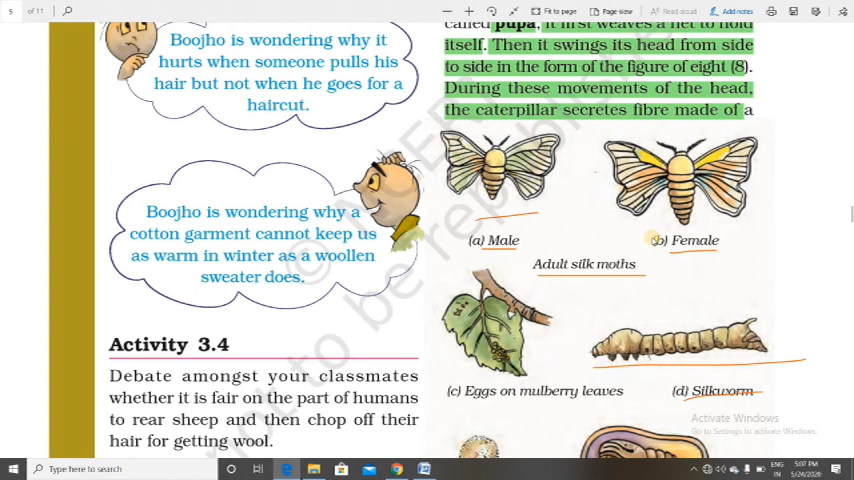 5 of 11
Page view
Read aloud
Add notes
Boojho is wondering why it
hurts when someone pulls his
hair but not when he goes for a
haircut.
Boojho is wondering why a
cotton garment cannot keep us
as warm in winter as a woollen
sweater does.
Activity 3.4
Debate amongst your classmates
whether it is fair on the part of humans
to rear sheep and then chop off their
hair for getting wool.
called pupa, it first weaves a net to hold
itself. Then it swings its head from side
to side in the form of the figure of eight (8).
During these movements of the head,
the caterpillar secretes fibre made of a
(a) Male
(b) Female
Adult silk moths
(c) Eggs on mulberry leaves
(d) Silkworm
Activate Windows
Go to Settings to activate Windows.
© NCERT
not to be republished
Type here to search
ENG
IN
5:07 PM
5/24/2020